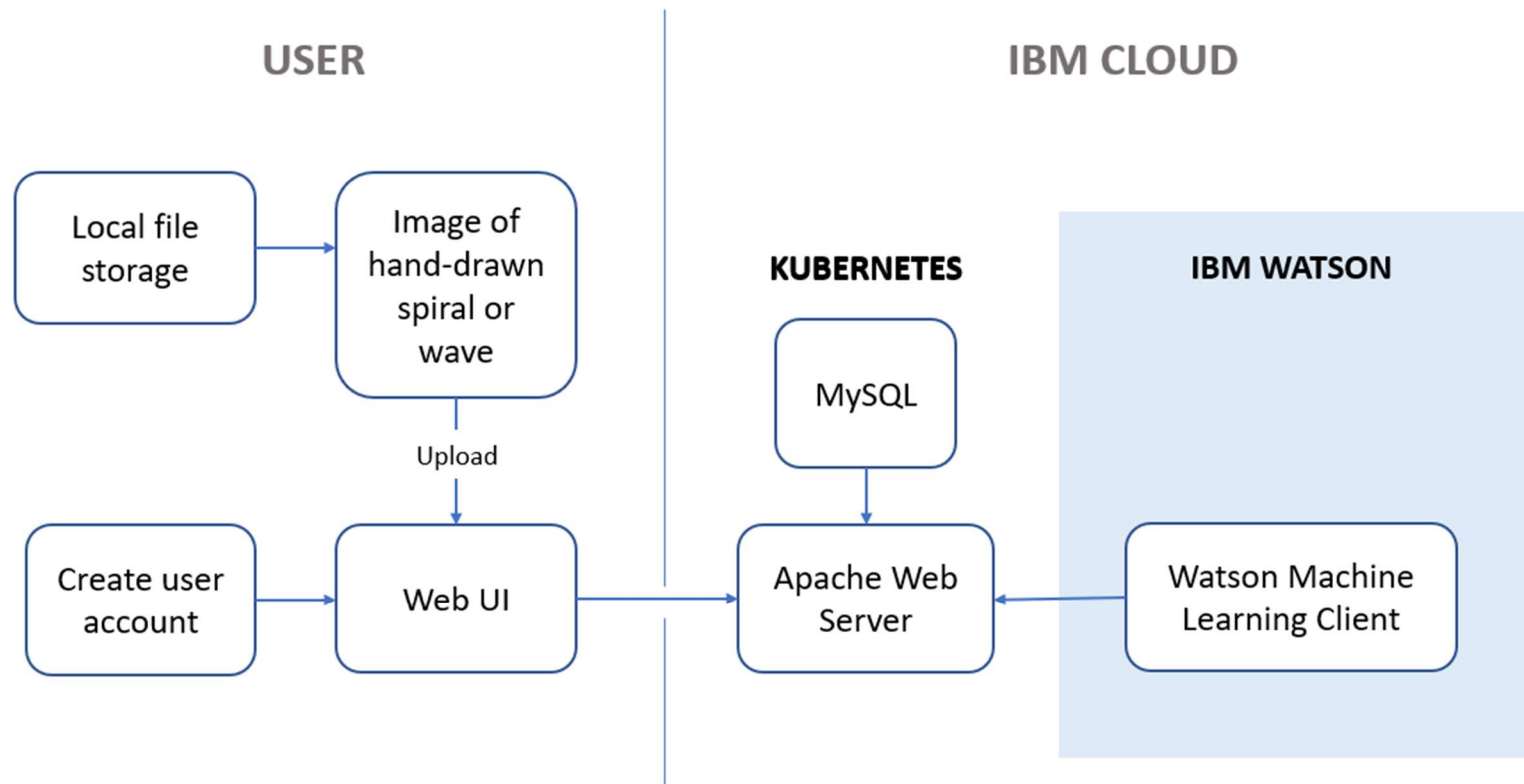 USER
IBM CLOUD
Local file
storage
Image of
hand-drawn
spiral or
wave
KUBERNETES
IBM WATSON
MySQL
Upload
Create user
account
Web UI
Apache Web
Server
Watson Machine
Learning Client